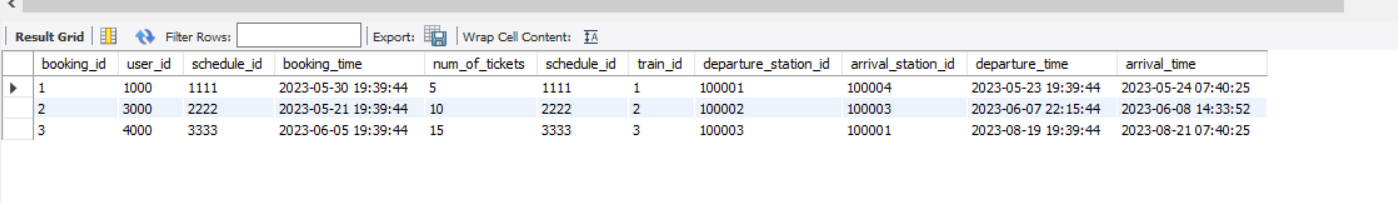 Result Grid Filter Rows: Export: Wrap Cell Content: IA
booking_id user_id schedule_id booking_time num_of_tickets schedule_id train_id departure_station_id arrival_station_id departure_time arrival_time
1 1000 1111 2023-05-30 19:39:44 5 1111 1 100001 100004 2023-05-23 19:39:44 2023-05-24 07:40:25
2 3000 2222 2023-05-21 19:39:44 10 2222 2 100002 100003 2023-06-07 22:15:44 2023-06-08 14:33:52
3 4000 3333 2023-06-05 19:39:44 15 3333 3 100003 100001 2023-08-19 19:39:44 2023-08-21 07:40:25